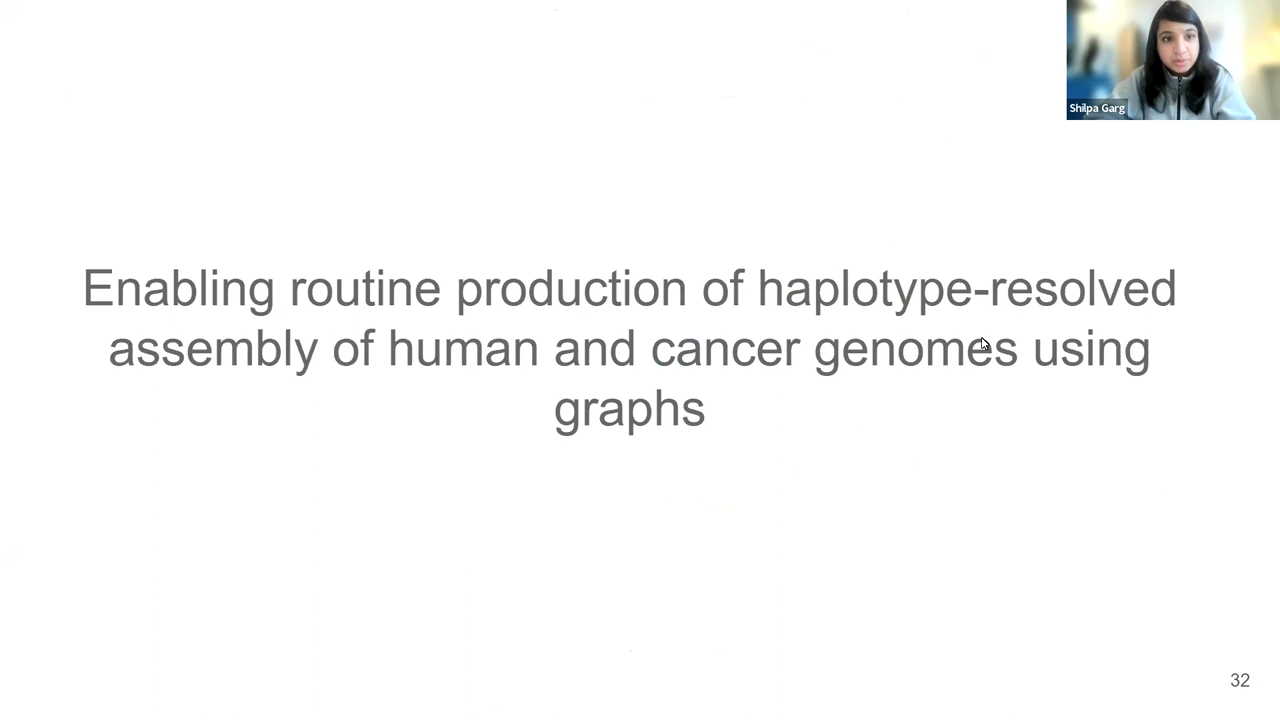 Shilpa Garg
Enabling routine production of haplotype-resolved
assembly of human and cancer genomes using
graphs
32